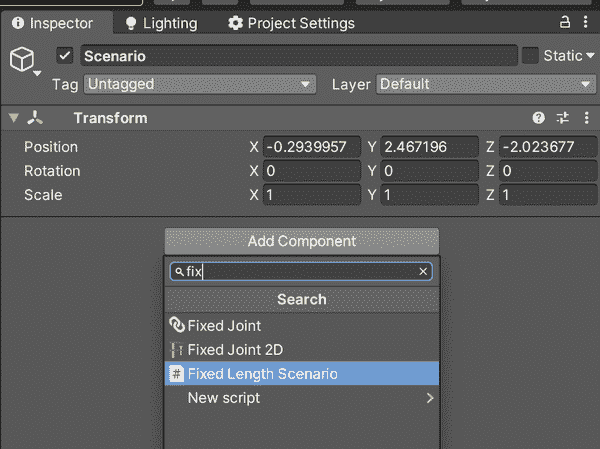 Inspector Lighting Project Settings
Scenario Static
Tag Untagged Layer Default
Transform
Position X -0.2939957 Y 2.467196 Z -2.023677
Rotation X 0 Y 0 Z 0
Scale X 1 Y 1 Z 1
Add Component
fix
Search
Fixed Joint
Fixed Joint 2D
# Fixed Length Scenario
New script